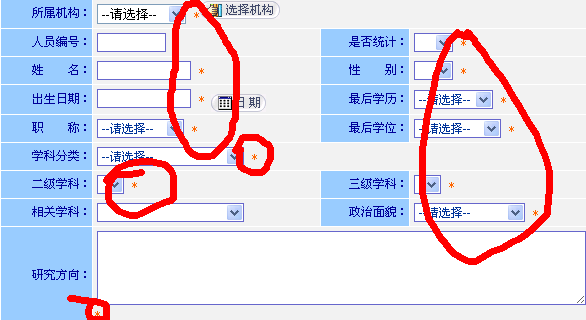 所属机构： --请选择-- * 选择机构
人员编号： 是否统计： *
姓 名： * 性 别： *
出生日期： * 日 期 最后学历： --请选择-- *
职 称： --请选择-- * 最后学位： --请选择-- *
学科分类： --请选择-- *
二级学科： * 三级学科： *
相关学科： 政治面貌： --请选择-- *
研究方向：
*